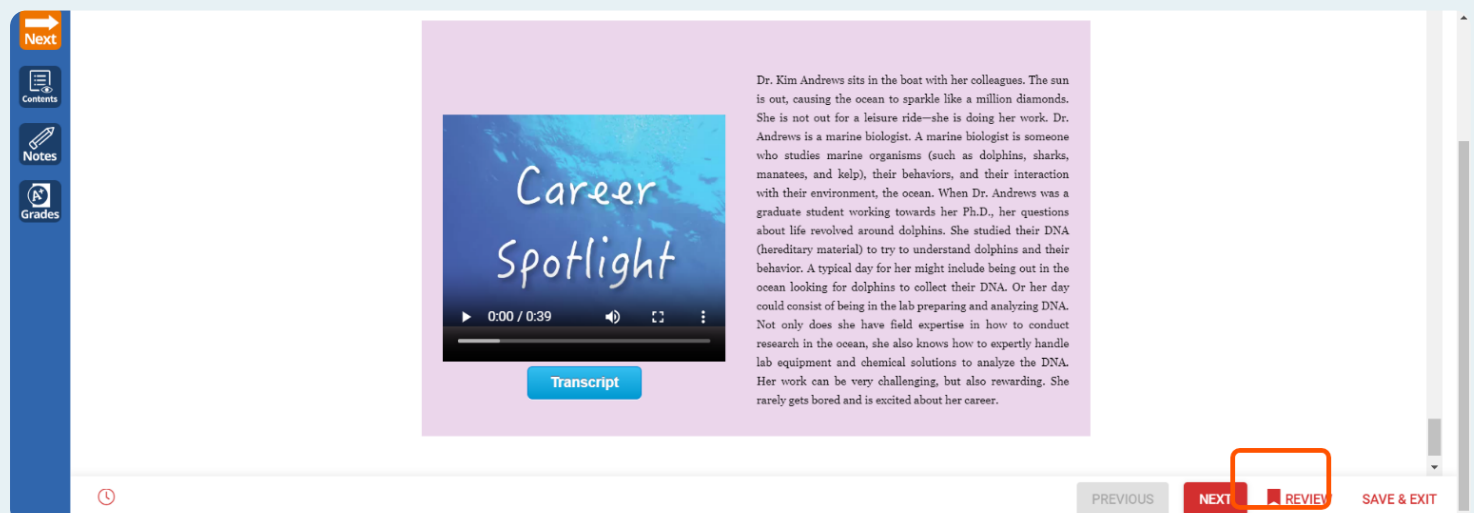 Next
Contents
Notes
A+
Grades
Career
Spotlight
0:00 / 0:39
Transcript
Dr. Kim Andrews sits in the boat with her colleagues. The sun
is out, causing the ocean to sparkle like a million diamonds.
She is not out for a leisure ride—she is doing her work. Dr.
Andrews is a marine biologist. A marine biologist is someone
who studies marine organisms (such as dolphins, sharks,
manatees, and kelp), their behaviors, and their interaction
with their environment, the ocean. When Dr. Andrews was a
graduate student working towards her Ph.D., her questions
about life revolved around dolphins. She studied their DNA
(hereditary material) to try to understand dolphins and their
behavior. A typical day for her might include being out in the
ocean looking for dolphins to collect their DNA. Or her day
could consist of being in the lab preparing and analyzing DNA.
Not only does she have field expertise in how to conduct
research in the ocean, she also knows how to expertly handle
lab equipment and chemical solutions to analyze the DNA.
Her work can be very challenging, but also rewarding. She
rarely gets bored and is excited about her career.
PREVIOUS
NEXT
REVIEW
SAVE & EXIT